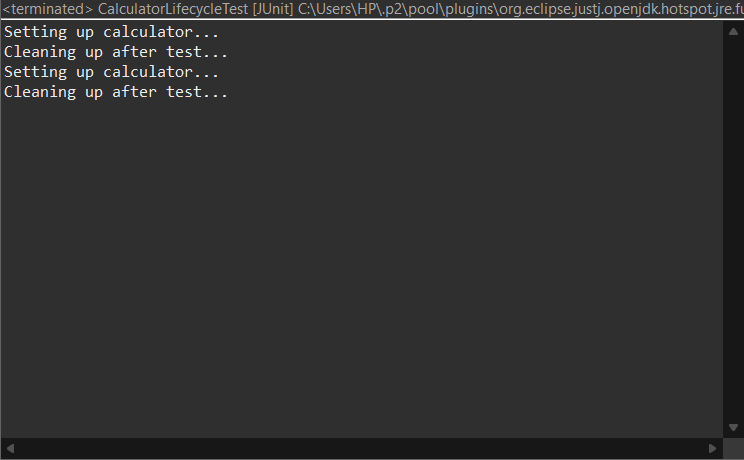 <terminated> CalculatorLifecycleTest [JUnit] C:\Users\HP\.p2\pool\plugins\org.eclipse.justj.openjdk.hotspot.jre.fu
Setting up calculator...
Cleaning up after test...
Setting up calculator...
Cleaning up after test...